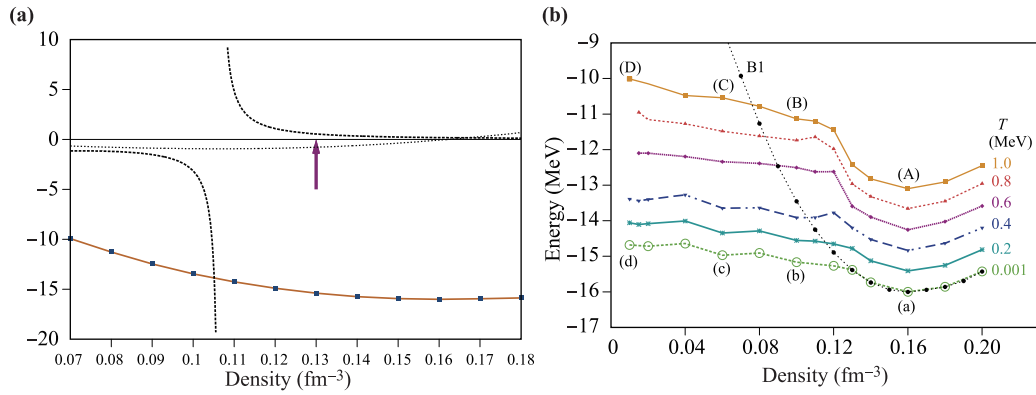 (a)
10
5
0
−5
−10
−15
−20
0.07 0.08 0.09 0.1 0.11 0.12 0.13 0.14 0.15 0.16 0.17 0.18
Density (fm−3)
(b)
Energy (MeV)
−9
−10
−11
−12
−13
−14
−15
−16
−17
(D)
(C)
(B)
(A)
B1
(d)
(c)
(b)
(a)
T
(MeV)
1.0
0.8
0.6
0.4
0.2
0.001
0 0.04 0.08 0.12 0.16 0.20
Density (fm−3)